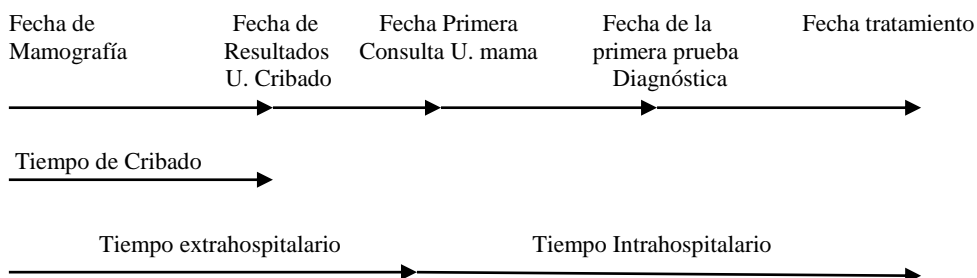 Fecha de
Mamografía
Fecha de
Resultados
U. Cribado
Fecha Primera
Consulta U. mama
Fecha de la
primera prueba
Diagnóstica
Fecha tratamiento
Tiempo de Cribado
Tiempo extrahospitalario
Tiempo Intrahospitalario